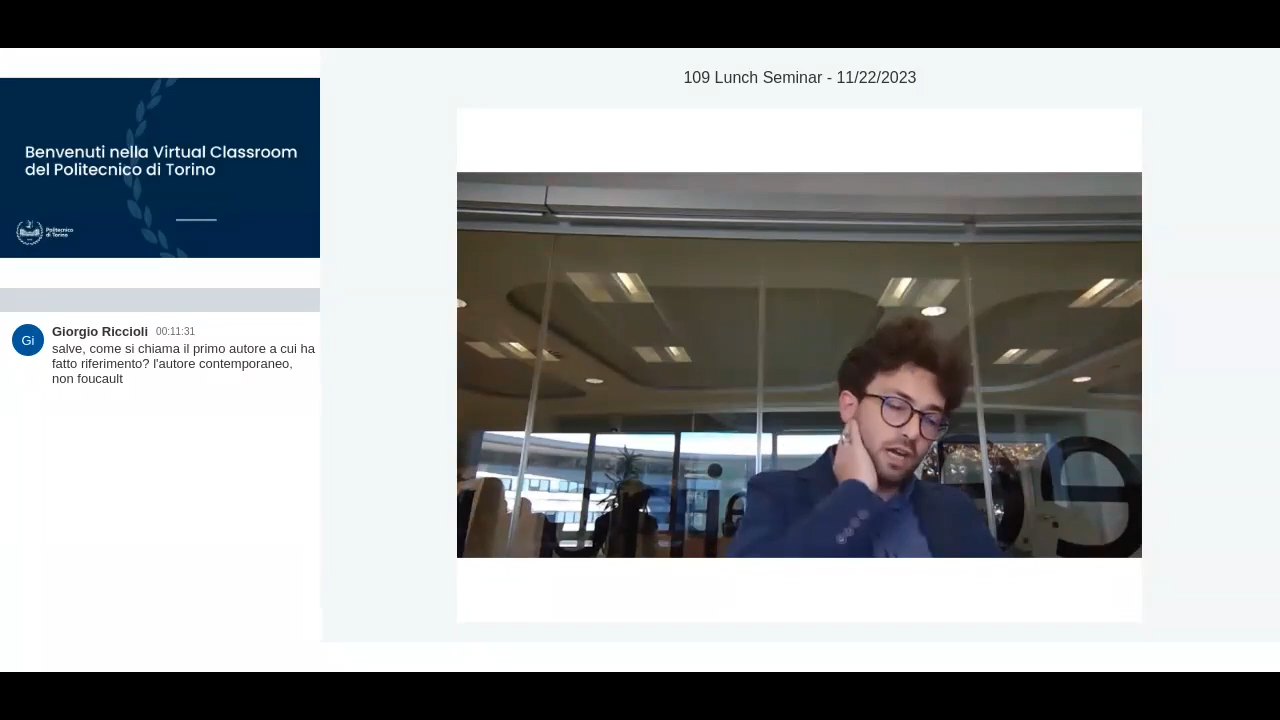 109 Lunch Seminar - 11/22/2023
Benvenuti nella Virtual Classroom
del Politecnico di Torino
Politecnico
di Torino
Gi
Giorgio Riccioli 00:11:31
salve, come si chiama il primo autore a cui ha
fatto riferimento? l'autore contemporaneo,
non foucault